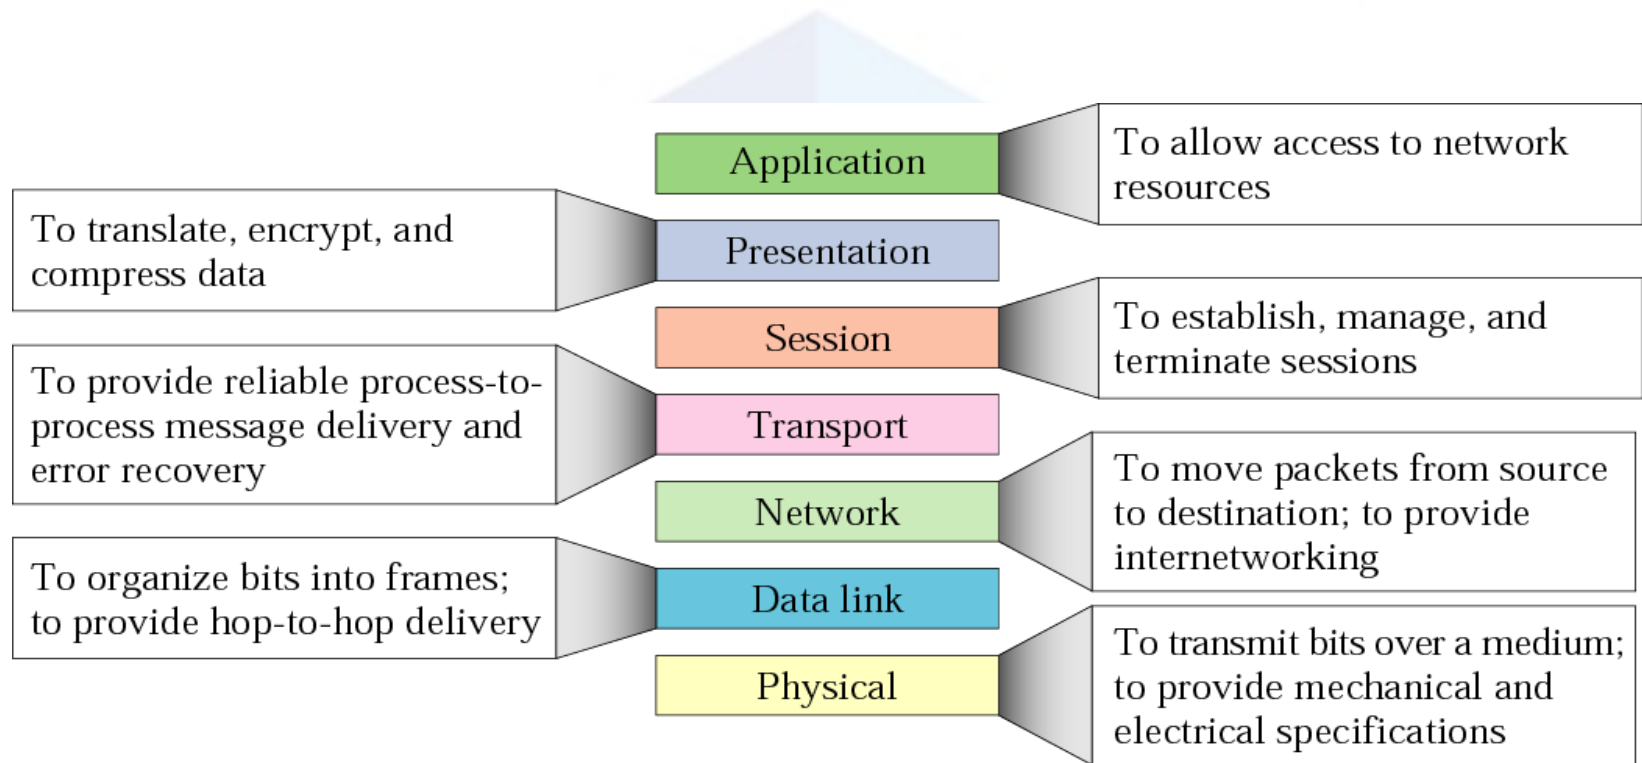 Application
To allow access to network
resources
To translate, encrypt, and
compress data
Presentation
Session
To establish, manage, and
terminate sessions
To provide reliable process-to-
process message delivery and
error recovery
Transport
Network
To move packets from source
to destination; to provide
internetworking
To organize bits into frames;
to provide hop-to-hop delivery
Data link
Physical
To transmit bits over a medium;
to provide mechanical and
electrical specifications